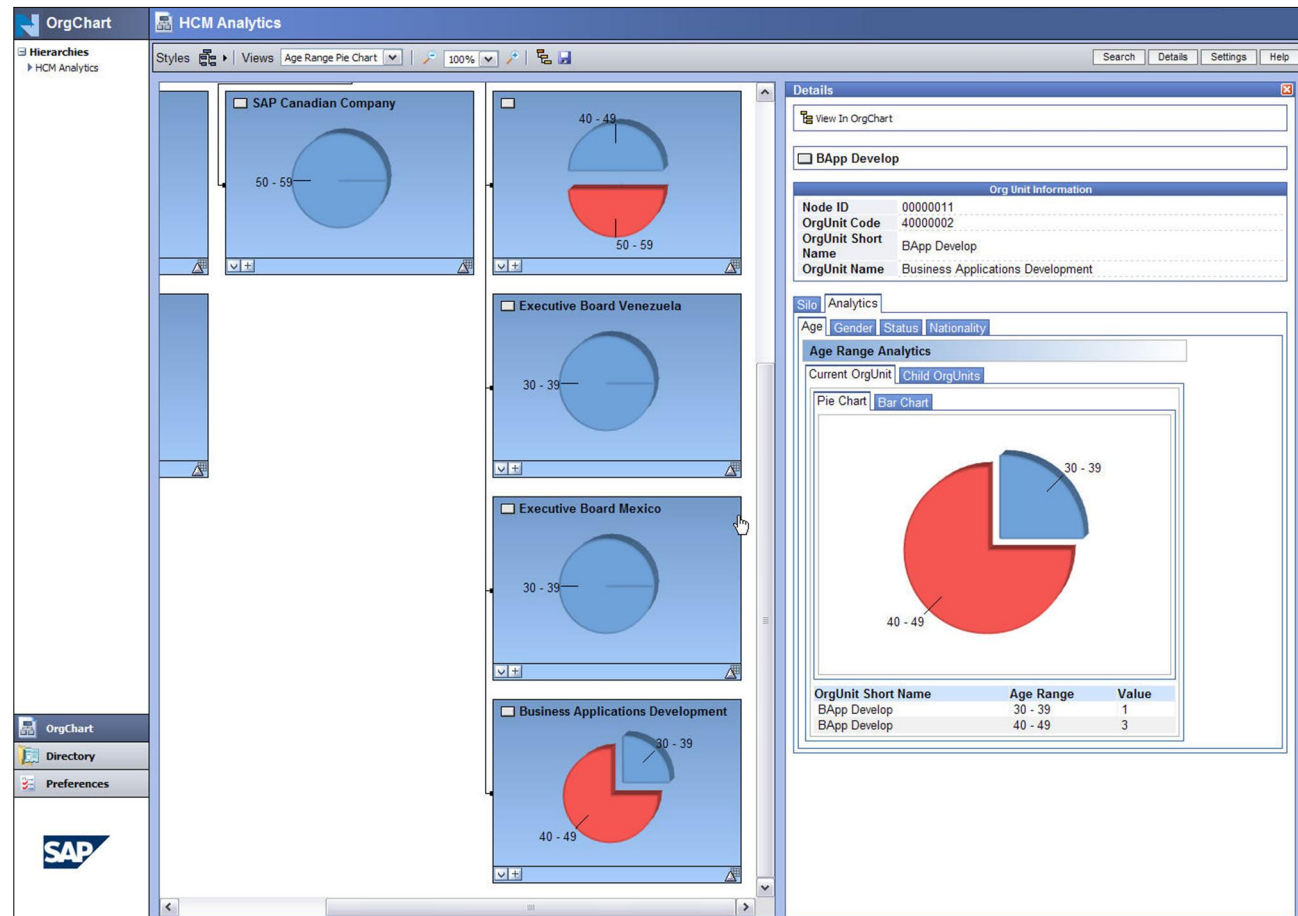 OrgChart
HCM Analytics
Hierarchies
HCM Analytics
Styles Views Age Range Pie Chart 100% Search Details Settings Help
SAP Canadian Company
50 - 59
40 - 49
50 - 59
Executive Board Venezuela
30 - 39
Executive Board Mexico
30 - 39
Business Applications Development
30 - 39
40 - 49
Details
View In OrgChart
BApp Develop
Org Unit Information
Node ID 00000011
OrgUnit Code 40000002
OrgUnit Short Name BApp Develop
OrgUnit Name Business Applications Development
Silo Analytics
Age Gender Status Nationality
Age Range Analytics
Current OrgUnit Child OrgUnits
Pie Chart Bar Chart
30 - 39
40 - 49
OrgUnit Short Name Age Range Value
BApp Develop 30 - 39 1
BApp Develop 40 - 49 3
OrgChart
Directory
Preferences
SAP